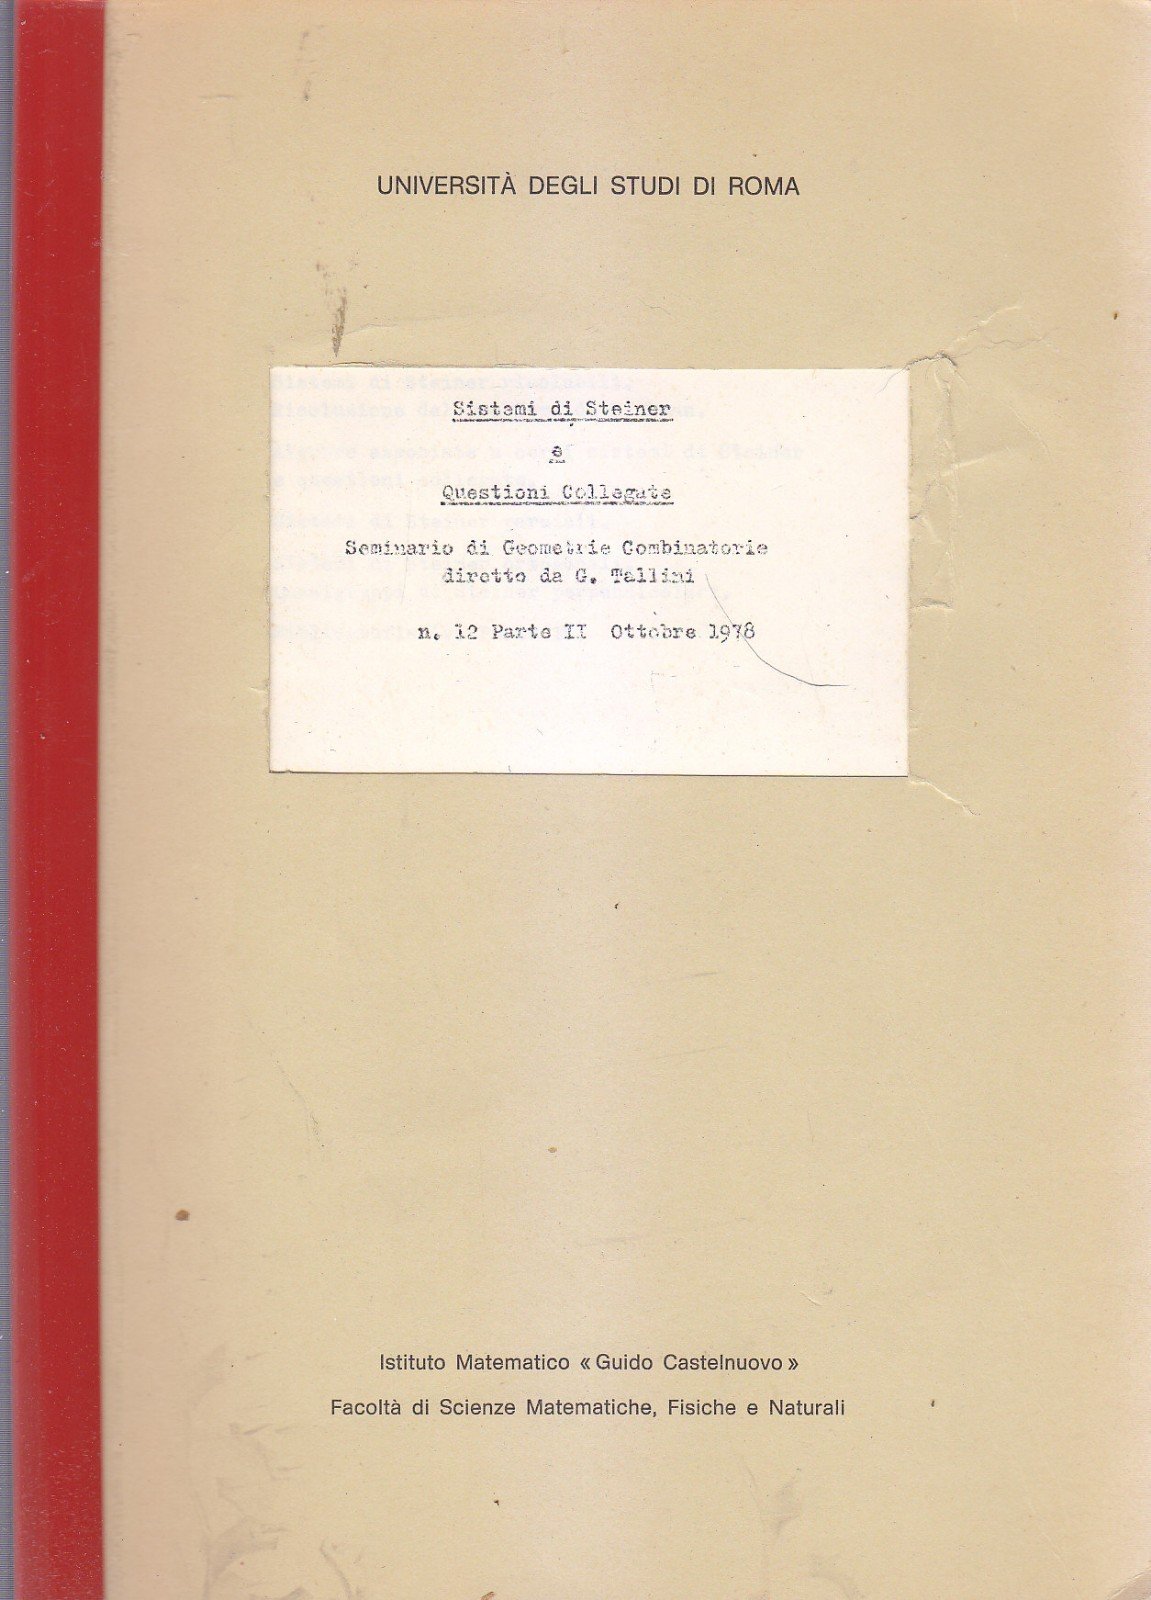 UNIVERSITÀ DEGLI STUDI DI ROMA
Sistemi di Steiner
e
Questioni Collegate
Seminario di Geometrie Combinatorie
diretto da G. Tallini
n. 12 Parte II Ottobre 1978
Istituto Matematico « Guido Castelnuovo »
Facoltà di Scienze Matematiche, Fisiche e Naturali